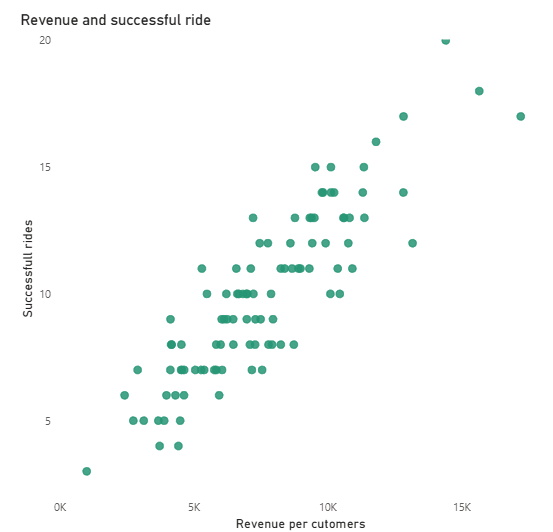 Revenue and successful ride
20
15
10
5
Successfull rides
0K 5K 10K 15K
Revenue per cutomers